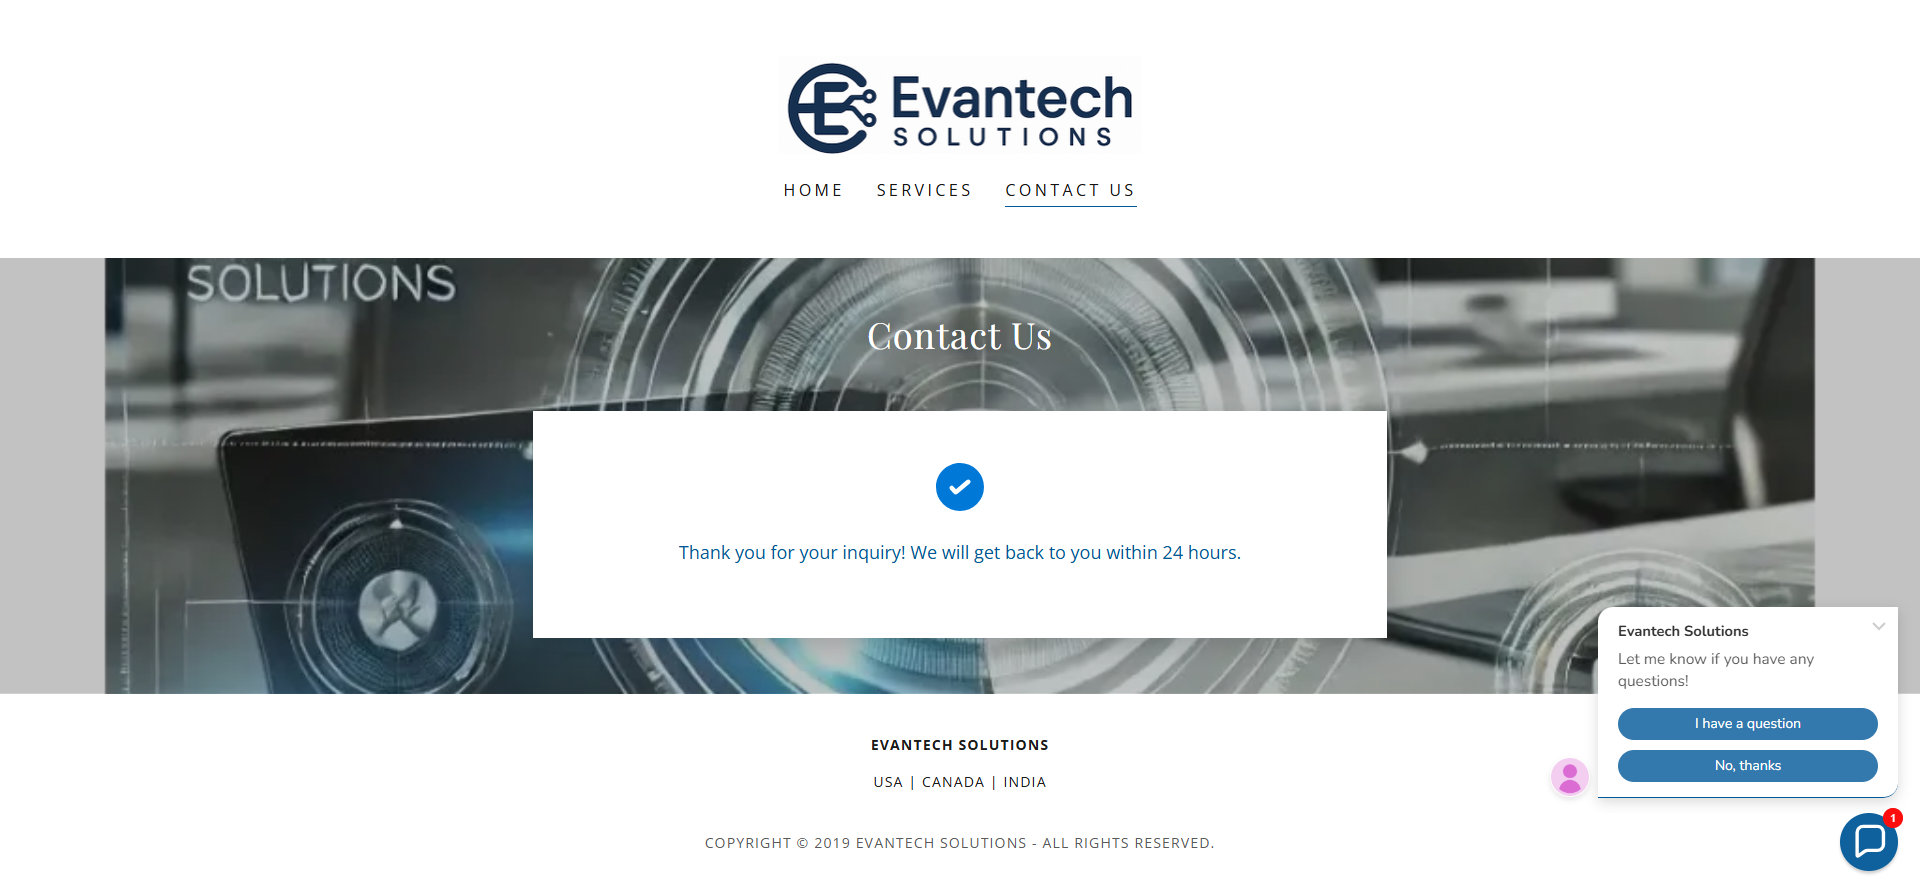 Evantech
SOLUTIONS
HOME SERVICES CONTACT US
SOLUTIONS
Contact Us
Thank you for your inquiry! We will get back to you within 24 hours.
Evantech Solutions
Let me know if you have any
questions!
I have a question
No, thanks
1
EVANTECH SOLUTIONS
USA | CANADA | INDIA
COPYRIGHT © 2019 EVANTECH SOLUTIONS - ALL RIGHTS RESERVED.